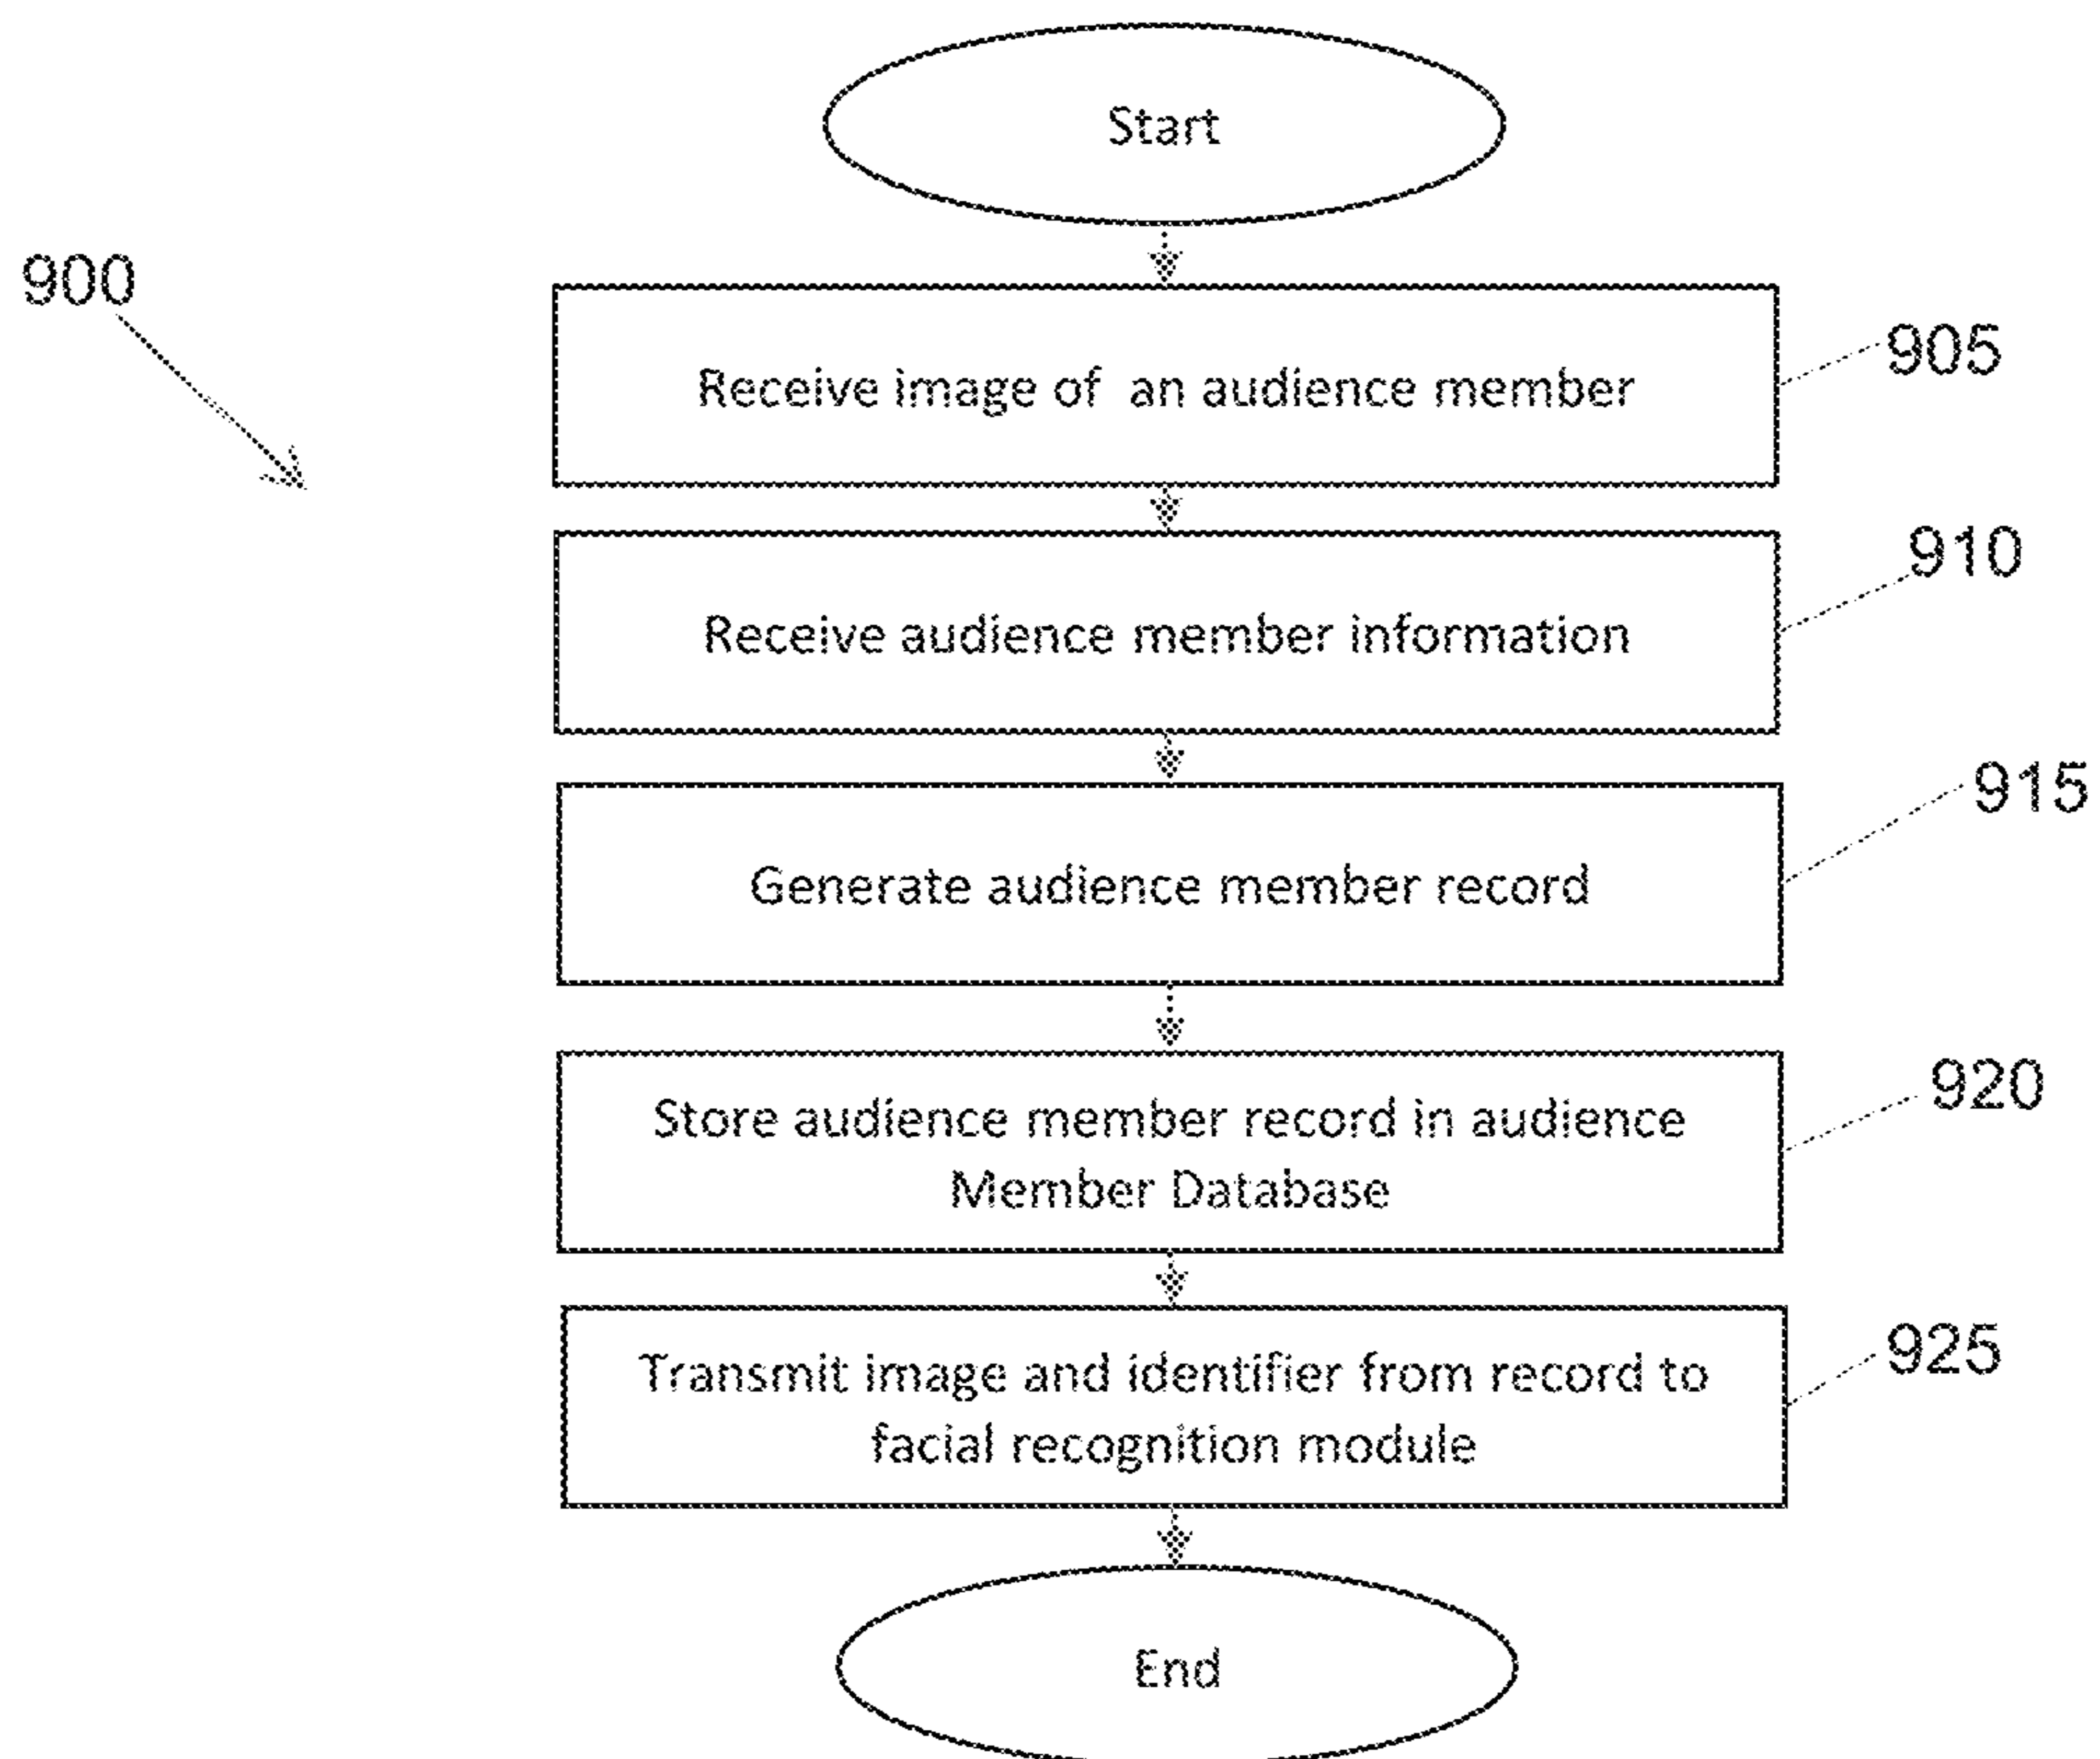 Start
900
Receive image of  an audience member
905
Receive audience member information
910
Generate audience member record
915
Store audience member record in audience
Member Database
920
Transmit image and identifier from record to
facial recognition module
925
End